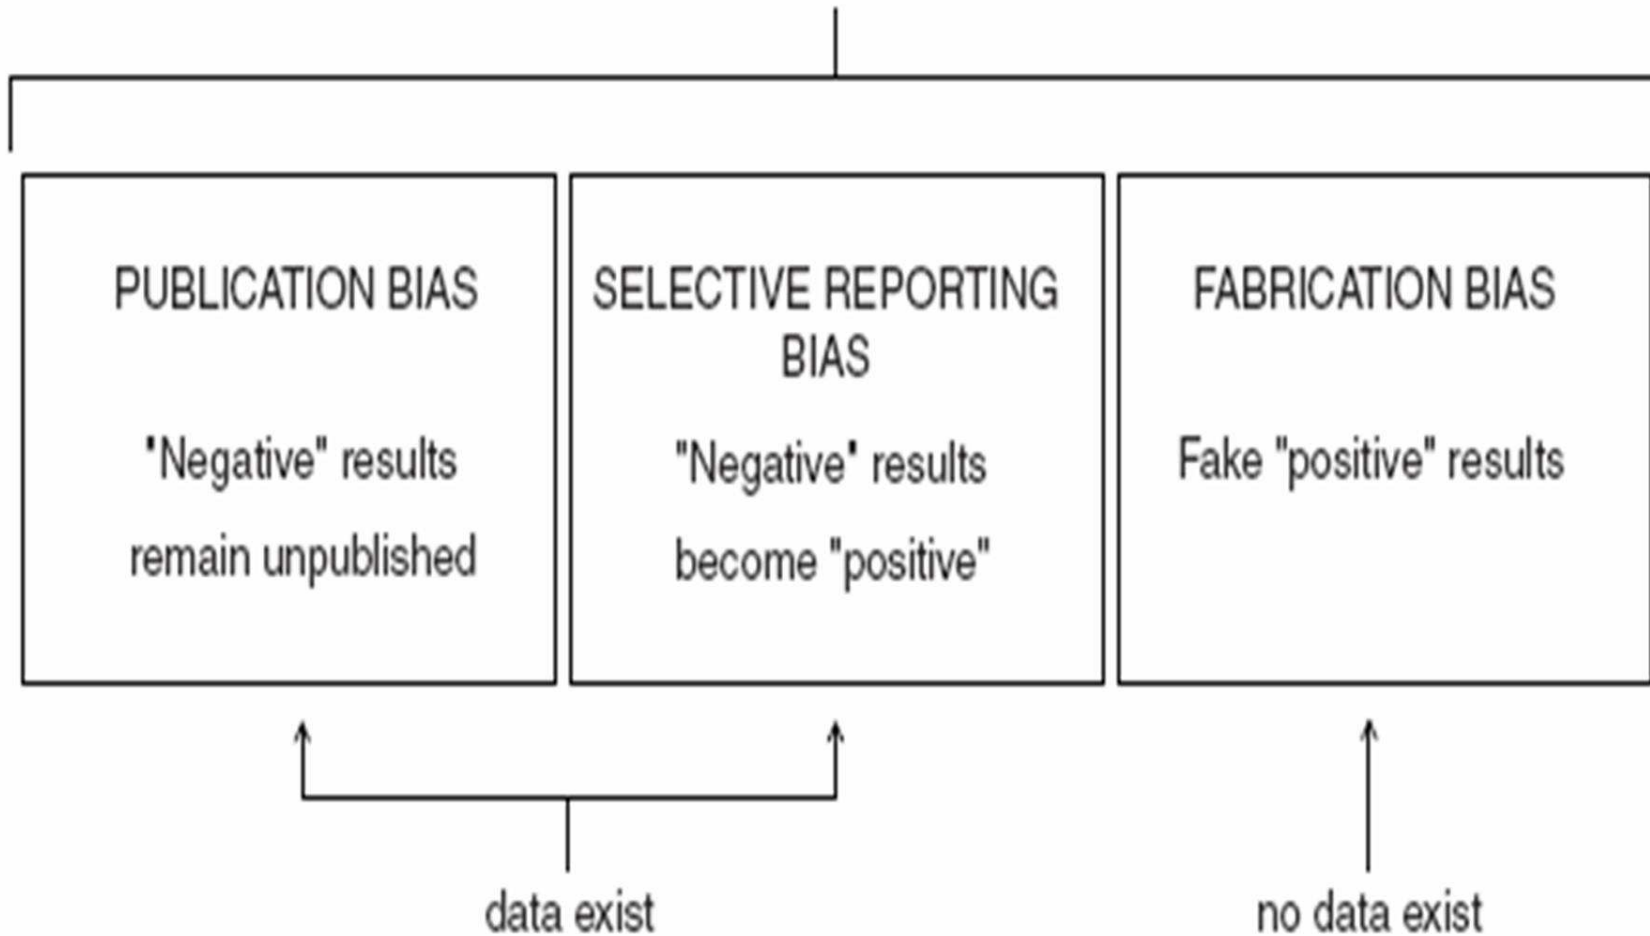 PUBLICATION BIAS
"Negative" results
remain unpublished
SELECTIVE REPORTING
BIAS
"Negative" results
become "positive"
FABRICATION BIAS
Fake "positive" results
data exist
no data exist